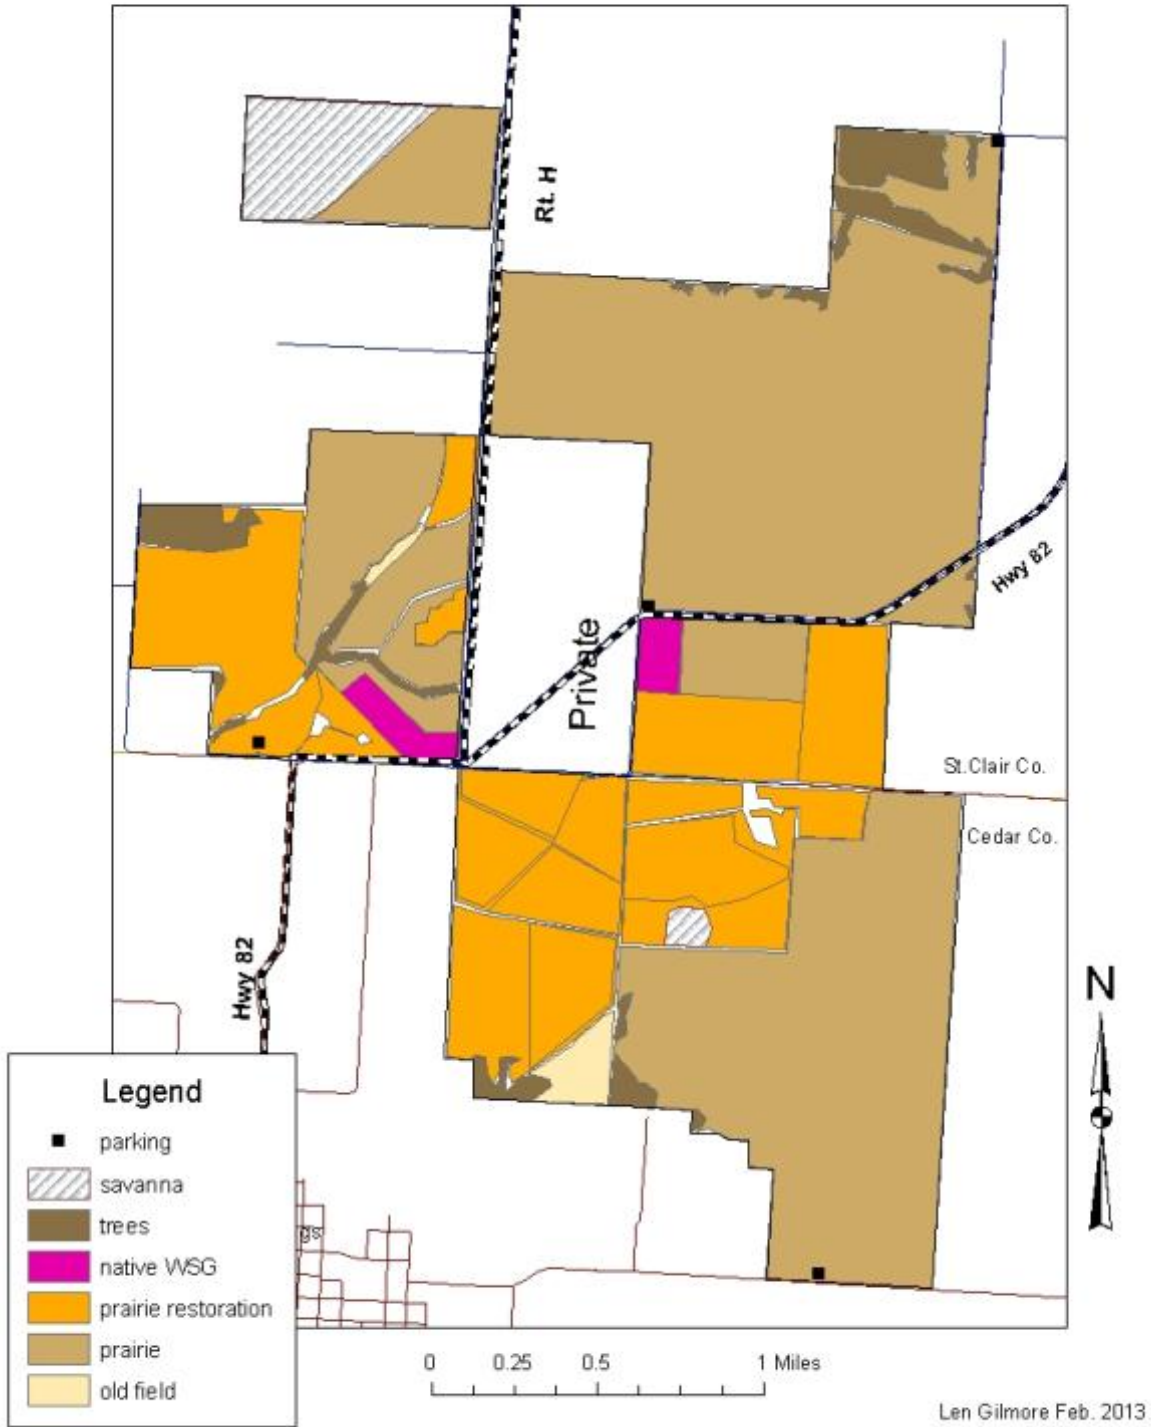 Rt. H
Hwy 82
Private
St.Clair Co.
Cedar Co.
Hwy 82
N
Legend
parking
savanna
trees
native WSG
prairie restoration
prairie
old field
gs
0 0.25 0.5 1 Miles
Len Gilmore Feb. 2013